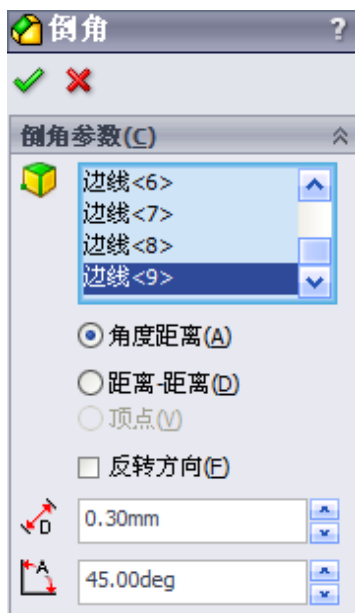 倒角 ?
倒角参数(C)
边线<6>
边线<7>
边线<8>
边线<9>
角度距离(A)
距离-距离(D)
顶点(V)
反转方向(F)
D 0.30mm
A 45.00deg